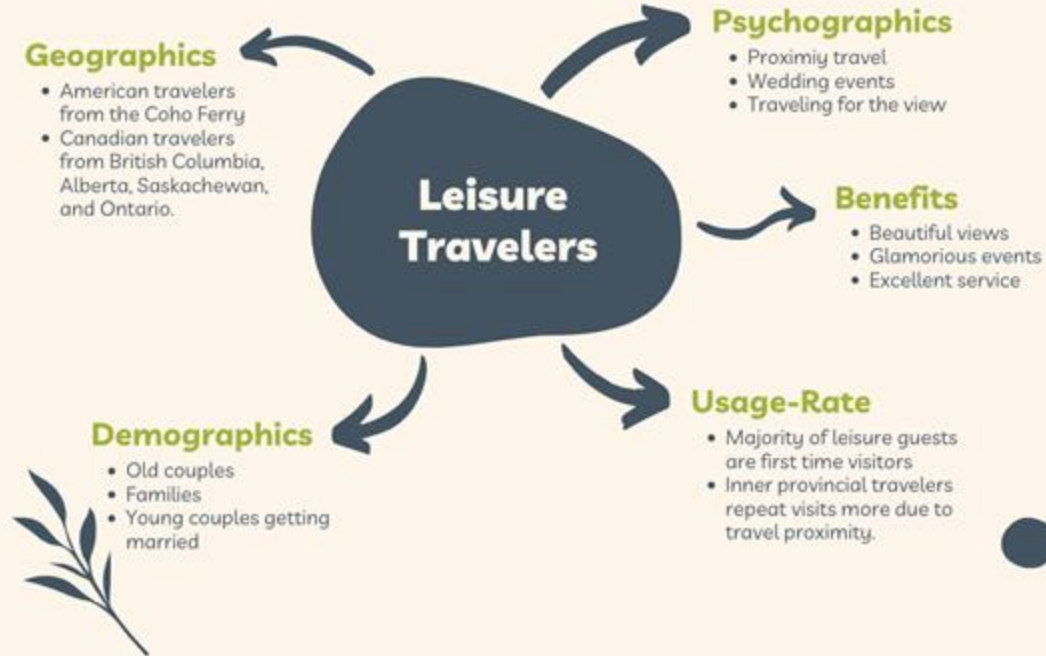 Geographics
• American travelers
from the Coho Ferry
• Canadian travelers
from British Columbia,
Alberta, Saskachewan,
and Ontario.
Psychographics
• Proximiy travel
• Wedding events
• Traveling for the view
Leisure
Travelers
Benefits
• Beautiful views
• Glamorious events
• Excellent service
Demographics
• Old couples
• Families
• Young couples getting
married
Usage-Rate
• Majority of leisure guests
are first time visitors
• Inner provincial travelers
repeat visits more due to
travel proximity.